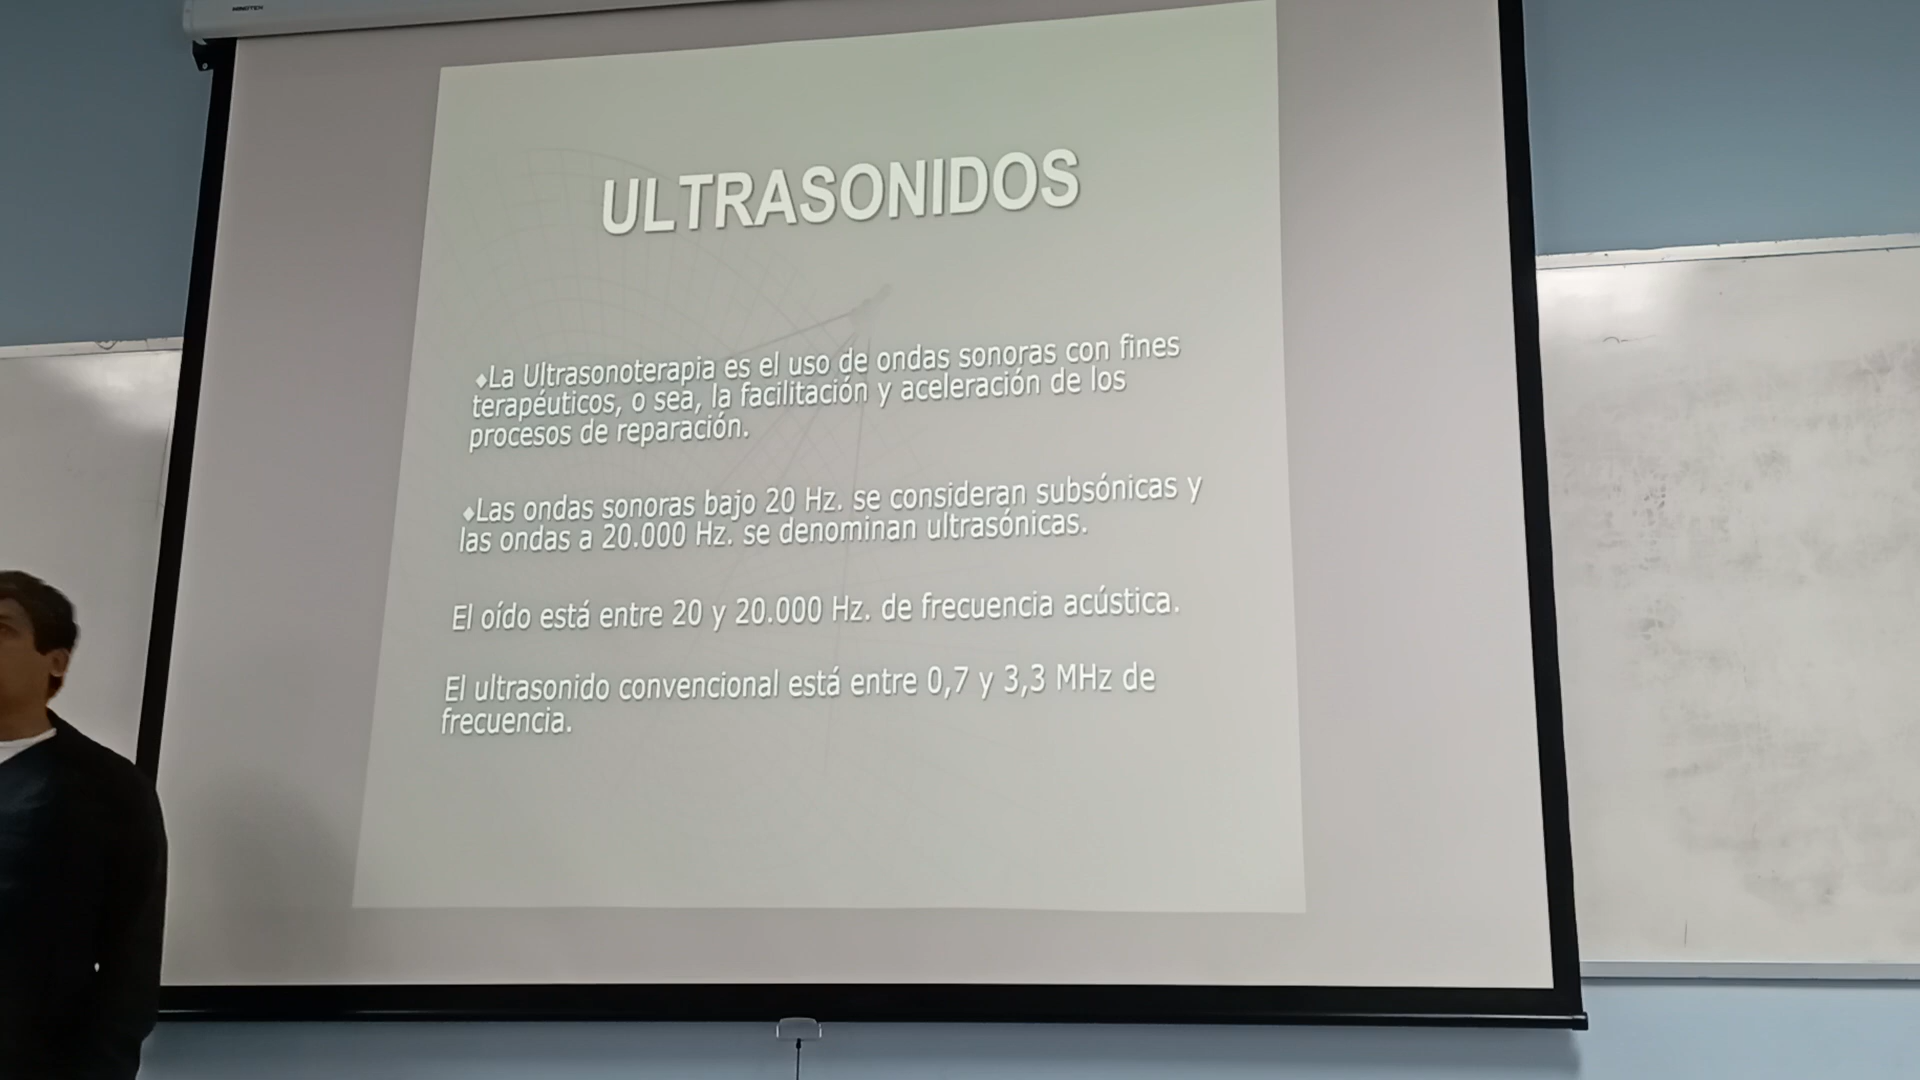 ULTRASONIDOS
♦La Ultrasonoterapia es el uso de ondas sonoras con fines
terapéuticos, o sea, la facilitación y aceleración de los
procesos de reparación.
♦Las ondas sonoras bajo 20 Hz. se consideran subsónicas y
las ondas a 20.000 Hz. se denominan ultrasónicas.
El oído está entre 20 y 20.000 Hz. de frecuencia acústica.
El ultrasonido convencional está entre 0,7 y 3,3 MHz de
frecuencia.